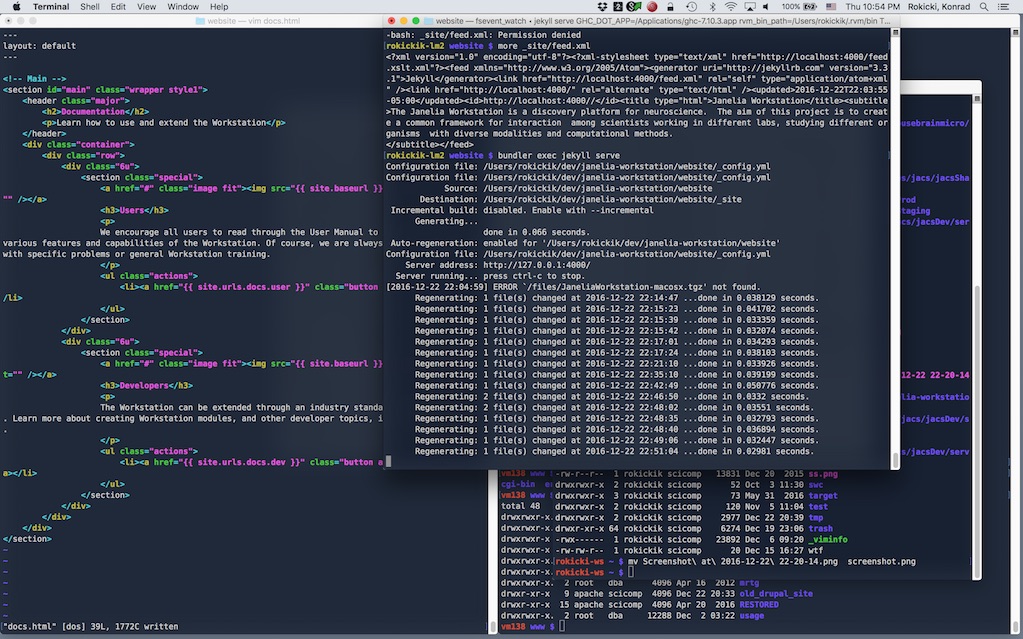 Terminal Shell Edit View Window Help
100% Thu 10:54 PM Rokicki, Konrad
website — vim docs.html
---
layout: default
---
<!-- Main -->
<section id="main" class="wrapper style1">
<header class="major">
<h2>Documentation</h2>
<p>Learn how to use and extend the Workstation</p>
</header>
<div class="container">
<div class="row">
<div class="6u">
<section class="special">
<a href="#" class="image fit"><img src="{{ site.baseurl }}
"" /></a>
<h3>Users</h3>
<p>
We encourage all users to read through the User Manual to
various features and capabilities of the Workstation. Of course, we are always
with specific problems or general Workstation training.
</p>
<ul class="actions">
<li><a href="{{ site.urls.docs.user }}" class="button
/li>
</ul>
</section>
</div>
<div class="6u">
<section class="special">
<a href="#" class="image fit"><img src="{{ site.baseurl }}
t="" /></a>
<h3>Developers</h3>
<p>
The Workstation can be extended through an industry standa
. Learn more about creating Workstation modules, and other developer topics, i
.
</p>
<ul class="actions">
<li><a href="{{ site.urls.docs.dev }}" class="button a
a></li>
</ul>
</section>
</div>
</div>
</div>
</section>
~
~
~
~
~
~
~
"docs.html" [dos] 39L, 1772C written
website — fsevent_watch • jekyll serve GHC_DOT_APP=/Applications/ghc-7.10.3.app rvm_bin_path=/Users/rokickik/.rvm/bin T...
-bash: _site/feed.xml: Permission denied
rokickik-lm2 website $ more _site/feed.xml
<?xml version="1.0" encoding="utf-8"?><?xml-stylesheet type="text/xml" href="http://localhost:4000/feed
.xslt.xml"?><feed xmlns="http://www.w3.org/2005/Atom"><generator uri="http://jekyllrb.com" version="3.3
.1">Jekyll</generator><link href="http://localhost:4000/feed.xml" rel="self" type="application/atom+xml
" /><link href="http://localhost:4000/" rel="alternate" type="text/html" /><updated>2016-12-22T22:03:55
-05:00</updated><id>http://localhost:4000//</id><title type="html">Janelia Workstation</title><subtitle
>The Janelia Workstation is a discovery platform for neuroscience.  The aim of this project is to creat
e a common framework for interaction  among scientists working in different labs, studying different or
ganisms  with diverse modalities and computational methods.
</subtitle></feed>
rokickik-lm2 website $ bundler exec jekyll serve
Configuration file: /Users/rokickik/dev/janelia-workstation/website/_config.yml
Configuration file: /Users/rokickik/dev/janelia-workstation/website/_config.yml
Source: /Users/rokickik/dev/janelia-workstation/website
Destination: /Users/rokickik/dev/janelia-workstation/website/_site
Incremental build: disabled. Enable with --incremental
Generating...
done in 0.066 seconds.
Auto-regeneration: enabled for '/Users/rokickik/dev/janelia-workstation/website'
Configuration file: /Users/rokickik/dev/janelia-workstation/website/_config.yml
Server address: http://127.0.0.1:4000/
Server running... press ctrl-c to stop.
[2016-12-22 22:04:59] ERROR `/files/JaneliaWorkstation-macosx.tgz' not found.
Regenerating: 1 file(s) changed at 2016-12-22 22:14:47 ...done in 0.038129 seconds.
Regenerating: 1 file(s) changed at 2016-12-22 22:15:23 ...done in 0.041702 seconds.
Regenerating: 1 file(s) changed at 2016-12-22 22:15:39 ...done in 0.033359 seconds.
Regenerating: 1 file(s) changed at 2016-12-22 22:15:42 ...done in 0.032074 seconds.
Regenerating: 1 file(s) changed at 2016-12-22 22:17:01 ...done in 0.034293 seconds.
Regenerating: 1 file(s) changed at 2016-12-22 22:17:24 ...done in 0.038103 seconds.
Regenerating: 1 file(s) changed at 2016-12-22 22:21:10 ...done in 0.033926 seconds.
Regenerating: 1 file(s) changed at 2016-12-22 22:35:10 ...done in 0.039199 seconds.
Regenerating: 1 file(s) changed at 2016-12-22 22:42:49 ...done in 0.050776 seconds.
Regenerating: 2 file(s) changed at 2016-12-22 22:46:50 ...done in 0.0332 seconds.
Regenerating: 2 file(s) changed at 2016-12-22 22:48:02 ...done in 0.03551 seconds.
Regenerating: 1 file(s) changed at 2016-12-22 22:48:35 ...done in 0.032793 seconds.
Regenerating: 1 file(s) changed at 2016-12-22 22:48:40 ...done in 0.036894 seconds.
Regenerating: 1 file(s) changed at 2016-12-22 22:49:06 ...done in 0.032447 seconds.
Regenerating: 1 file(s) changed at 2016-12-22 22:51:04 ...done in 0.02981 seconds.
usebrainmicro/
es/jacs/jacsSha
rod
taging
cs/jacsDev/ser
12-22 22-20-14
lia-workstatio
/jacs/jacsDev/s
/jacs/jacsDev/serv
vm138 www -rw-r--r-- 1 rokickik scicomp 13831 Dec 20 2015 ss.png
cgi-bin drwxrwxr-x 2 rokickik scicomp 52 Oct 3 11:30 swc
vm138 www drwxrwxr-x 3 rokickik scicomp 73 May 31 2016 target
total 48 drwxrwxr-x 2 rokickik scicomp 120 Nov 5 11:04 test
drwxrwxr-x. drwxrwxr-x 2 rokickik scicomp 2977 Dec 22 20:39 tmp
drwxrwxr-x. drwxrwxr-x 64 rokickik scicomp 6274 Dec 19 23:06 trash
drwxrwxr-x. -rwx------ 1 rokickik scicomp 23892 Dec 6 09:20 _viminfo
drwxrwxr-x. -rw-rw-r-- 1 rokickik scicomp 20 Dec 15 16:27 wtf
drwxrwxr-x. rokicki-ws ~ $ mv Screenshot\ at\ 2016-12-22\ 22-20-14.png screenshot.png
drwxrwxr-x. rokicki-ws ~ $
drwxrwxr-x. 2 root dba 4096 Apr 16 2012 mrtg
drwxrwxr-x 9 apache scicomp 4096 Dec 22 20:33 old_drupal_site
drwxrwxr-x 15 apache scicomp 4096 Apr 20 2016 RESTORED
drwxrwxr-x. 2 root dba 12288 Dec 2 03:22 usage
vm138 www $